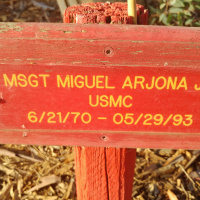 MSGT MIGUEL ARJONA J
USMC
6/21/70 - 05/29/93